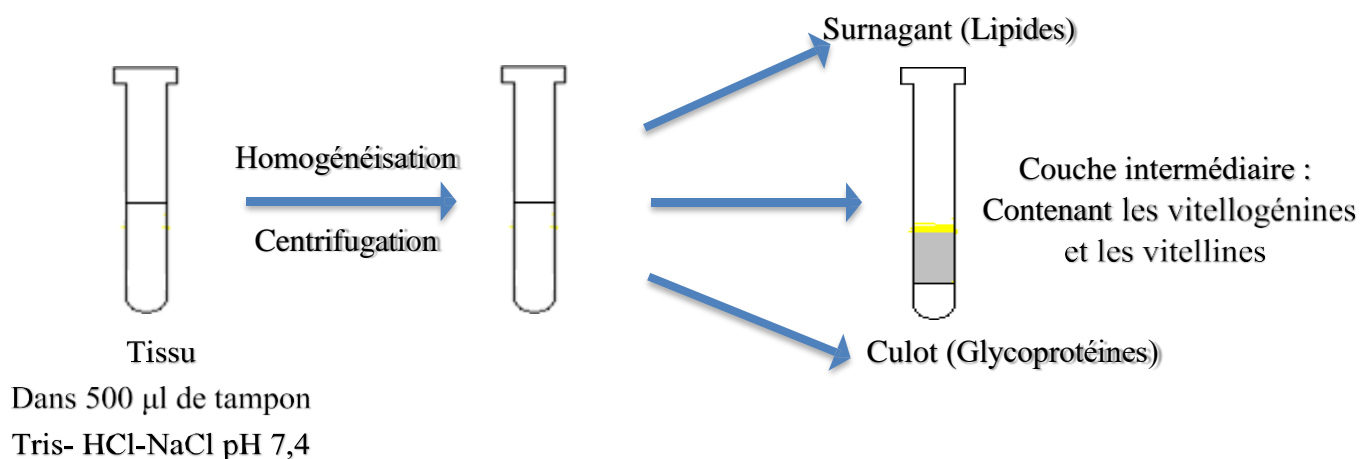 Surnagant (Lipides)
Homogénéisation
Centrifugation
Couche intermédiaire :
Contenant les vitellogénines
et les vitellines
Tissu
Dans 500 µl de tampon
Tris- HCl-NaCl pH 7,4
Culot (Glycoprotéines)